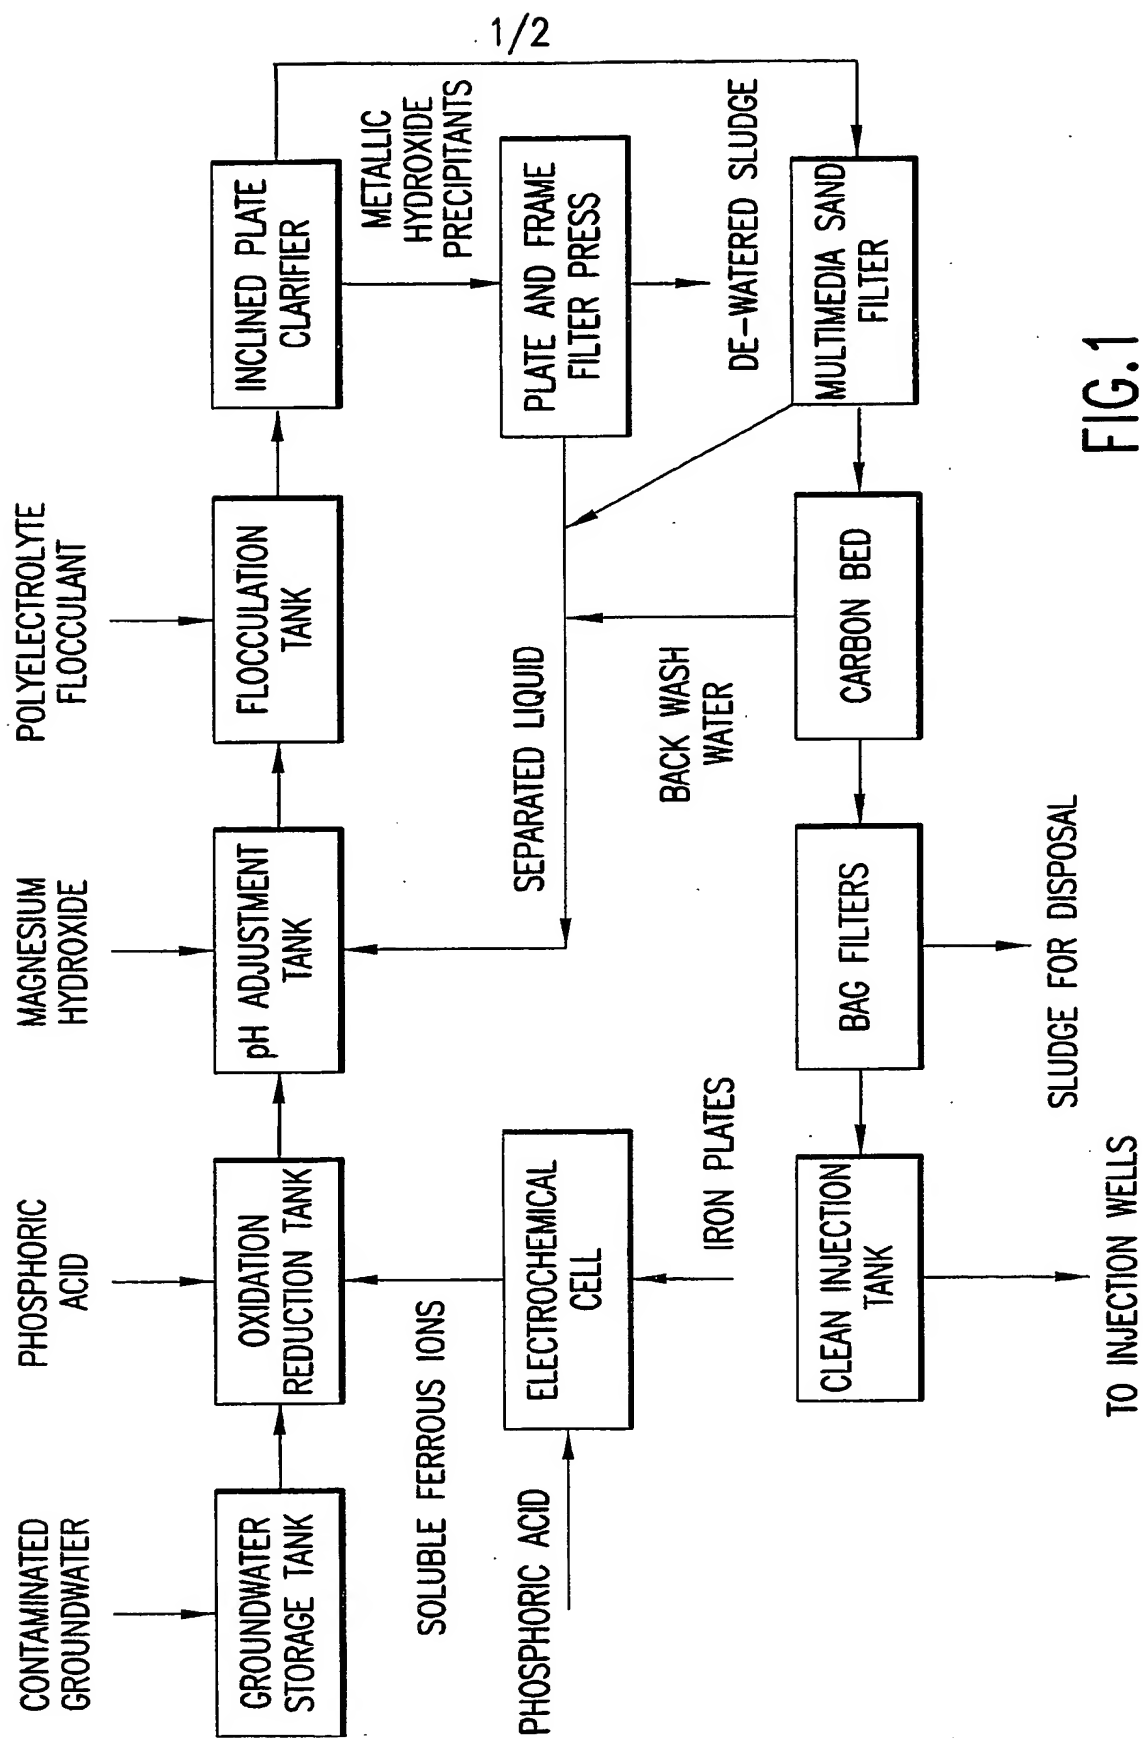 1/2
CONTAMINATED
GROUNDWATER
PHOSPHORIC
ACID
MAGNESIUM
HYDROXIDE
POLYELECTROLYTE
FLOCCULANT
GROUNDWATER
STORAGE TANK
OXIDATION
REDUCTION TANK
pH ADJUSTMENT
TANK
FLOCCULATION
TANK
INCLINED PLATE
CLARIFIER
SOLUBLE FERROUS IONS
METALLIC
HYDROXIDE
PRECIPITANTS
PHOSPHORIC ACID
ELECTROCHEMICAL
CELL
SEPARATED LIQUID
PLATE AND FRAME
FILTER PRESS
IRON PLATES
BACK WASH
WATER
DE-WATERED SLUDGE
CLEAN INJECTION
TANK
BAG FILTERS
CARBON BED
MULTIMEDIA SAND
FILTER
TO INJECTION WELLS
SLUDGE FOR DISPOSAL
FIG.1